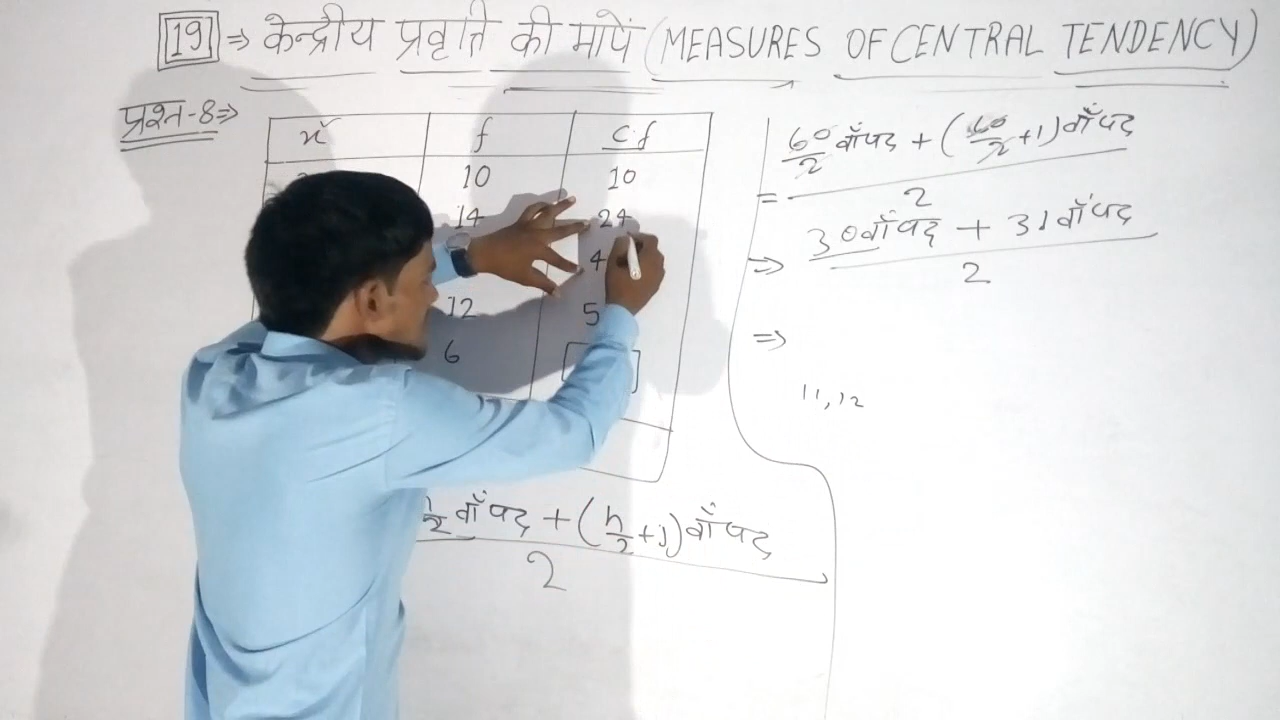 19 ⇒ केन्द्रीय प्रवृति की मापें (MEASURES OF CENTRAL TENDENCY)
प्रश्न-8⇒
x f c.f
10 10
14 24
4
12 5
6
n/2 वाँ पद + (n/2+1) वाँ पद
2
60/2 वाँ पद + (60/2+1) वाँ पद
= 2
⇒ 30वाँ पद + 31वाँ पद
2
⇒
11, 12